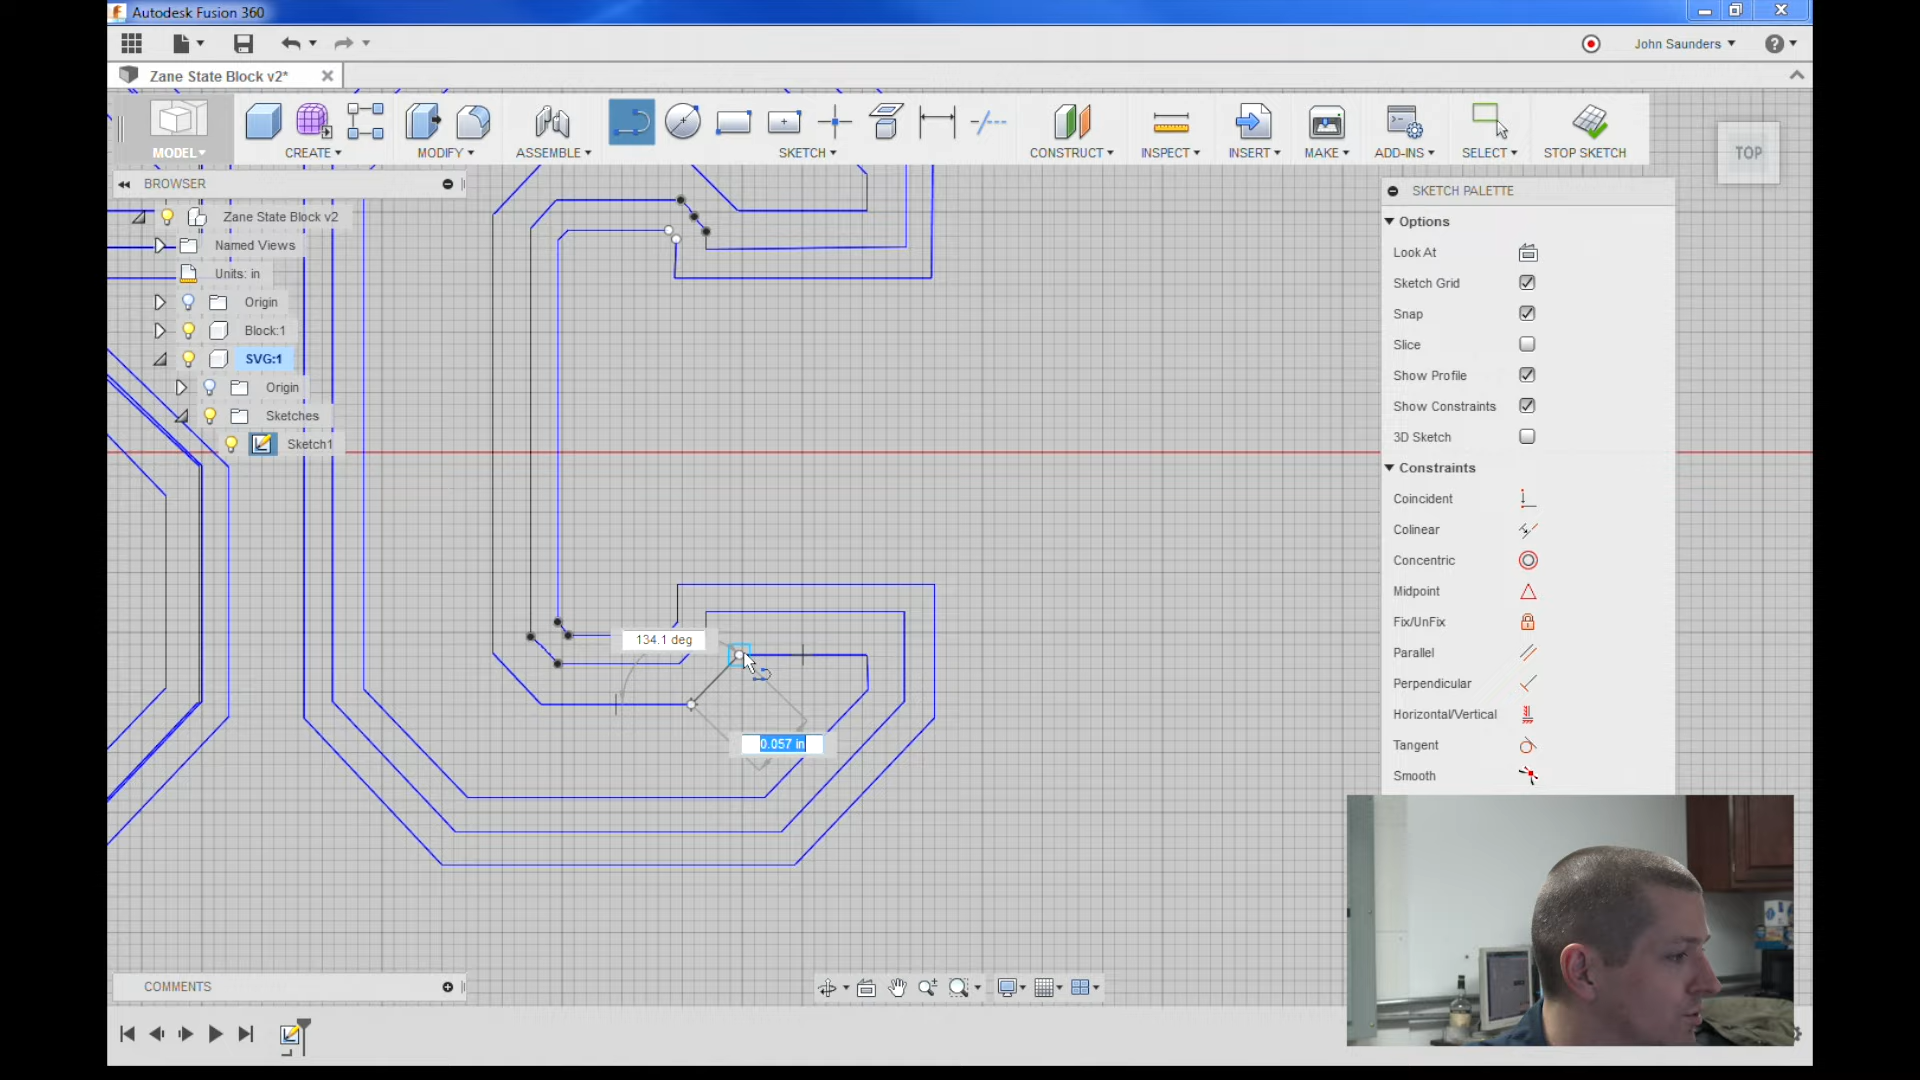 Autodesk Fusion 360
John Saunders
Zane State Block v2*
MODEL
CREATE
MODIFY
ASSEMBLE
SKETCH
CONSTRUCT
INSPECT
INSERT
MAKE
ADD-INS
SELECT
STOP SKETCH
TOP
BROWSER
Zane State Block v2
Named Views
Units: in
Origin
Block:1
SVG:1
Origin
Sketches
Sketch1
SKETCH PALETTE
Options
Look At
Sketch Grid
Snap
Slice
Show Profile
Show Constraints
3D Sketch
Constraints
Coincident
Colinear
Concentric
Midpoint
Fix/UnFix
Parallel
Perpendicular
Horizontal/Vertical
Tangent
Smooth
134.1 deg
0.057 in
COMMENTS